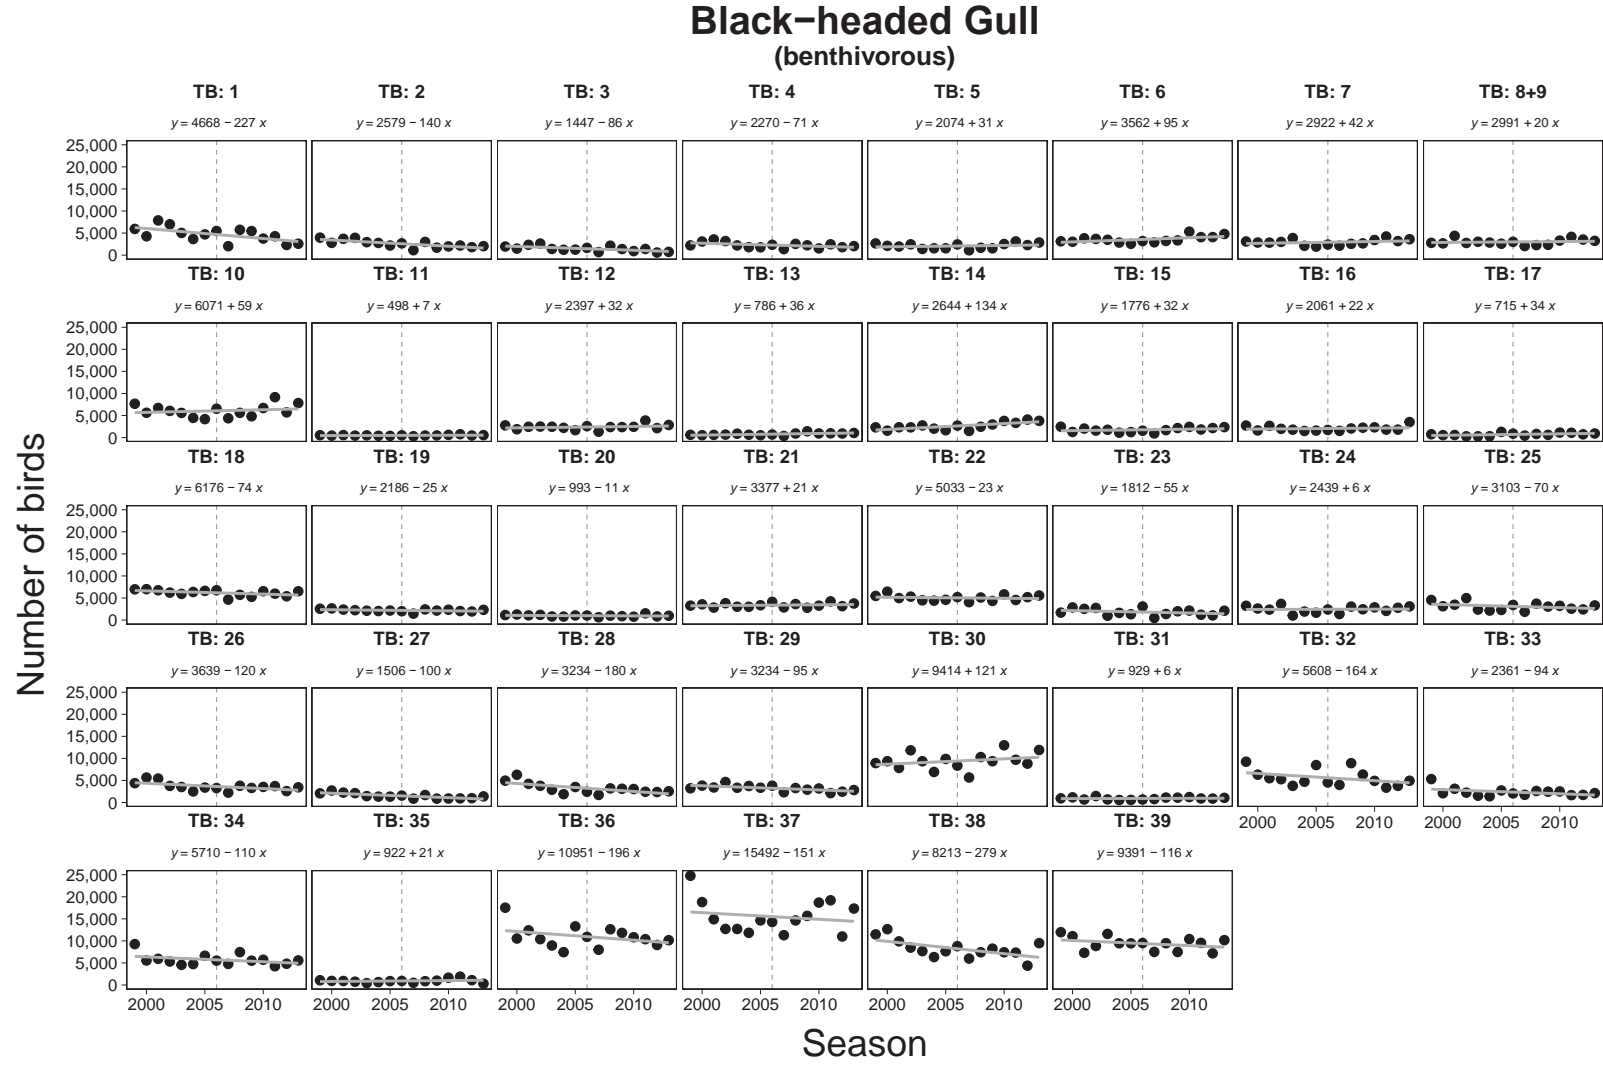 Black−headed Gull
(benthivorous)
TB: 1 TB: 2 TB: 3 TB: 4 TB: 5 TB: 6 TB: 7 TB: 8+9
y = 4668 − 227 x y = 2579 − 140 x y = 1447 − 86 x y = 2270 − 71 x y = 2074 + 31 x y = 3562 + 95 x y = 2922 + 42 x y = 2991 + 20 x
25,000
20,000
15,000
10,000
5,000
0
TB: 10 TB: 11 TB: 12 TB: 13 TB: 14 TB: 15 TB: 16 TB: 17
y = 6071 + 59 x y = 498 + 7 x y = 2397 + 32 x y = 786 + 36 x y = 2644 + 134 x y = 1776 + 32 x y = 2061 + 22 x y = 715 + 34 x
25,000
20,000
15,000
10,000
5,000
0
TB: 18 TB: 19 TB: 20 TB: 21 TB: 22 TB: 23 TB: 24 TB: 25
y = 6176 − 74 x y = 2186 − 25 x y = 993 − 11 x y = 3377 + 21 x y = 5033 − 23 x y = 1812 − 55 x y = 2439 + 6 x y = 3103 − 70 x
25,000
20,000
15,000
10,000
5,000
0
TB: 26 TB: 27 TB: 28 TB: 29 TB: 30 TB: 31 TB: 32 TB: 33
y = 3639 − 120 x y = 1506 − 100 x y = 3234 − 180 x y = 3234 − 95 x y = 9414 + 121 x y = 929 + 6 x y = 5608 − 164 x y = 2361 − 94 x
25,000
20,000
15,000
10,000
5,000
0
2000 2005 2010 2000 2005 2010
TB: 34 TB: 35 TB: 36 TB: 37 TB: 38 TB: 39
y = 5710 − 110 x y = 922 + 21 x y = 10951 − 196 x y = 15492 − 151 x y = 8213 − 279 x y = 9391 − 116 x
25,000
20,000
15,000
10,000
5,000
0
2000 2005 2010 2000 2005 2010 2000 2005 2010 2000 2005 2010 2000 2005 2010 2000 2005 2010
Number of birds
Season